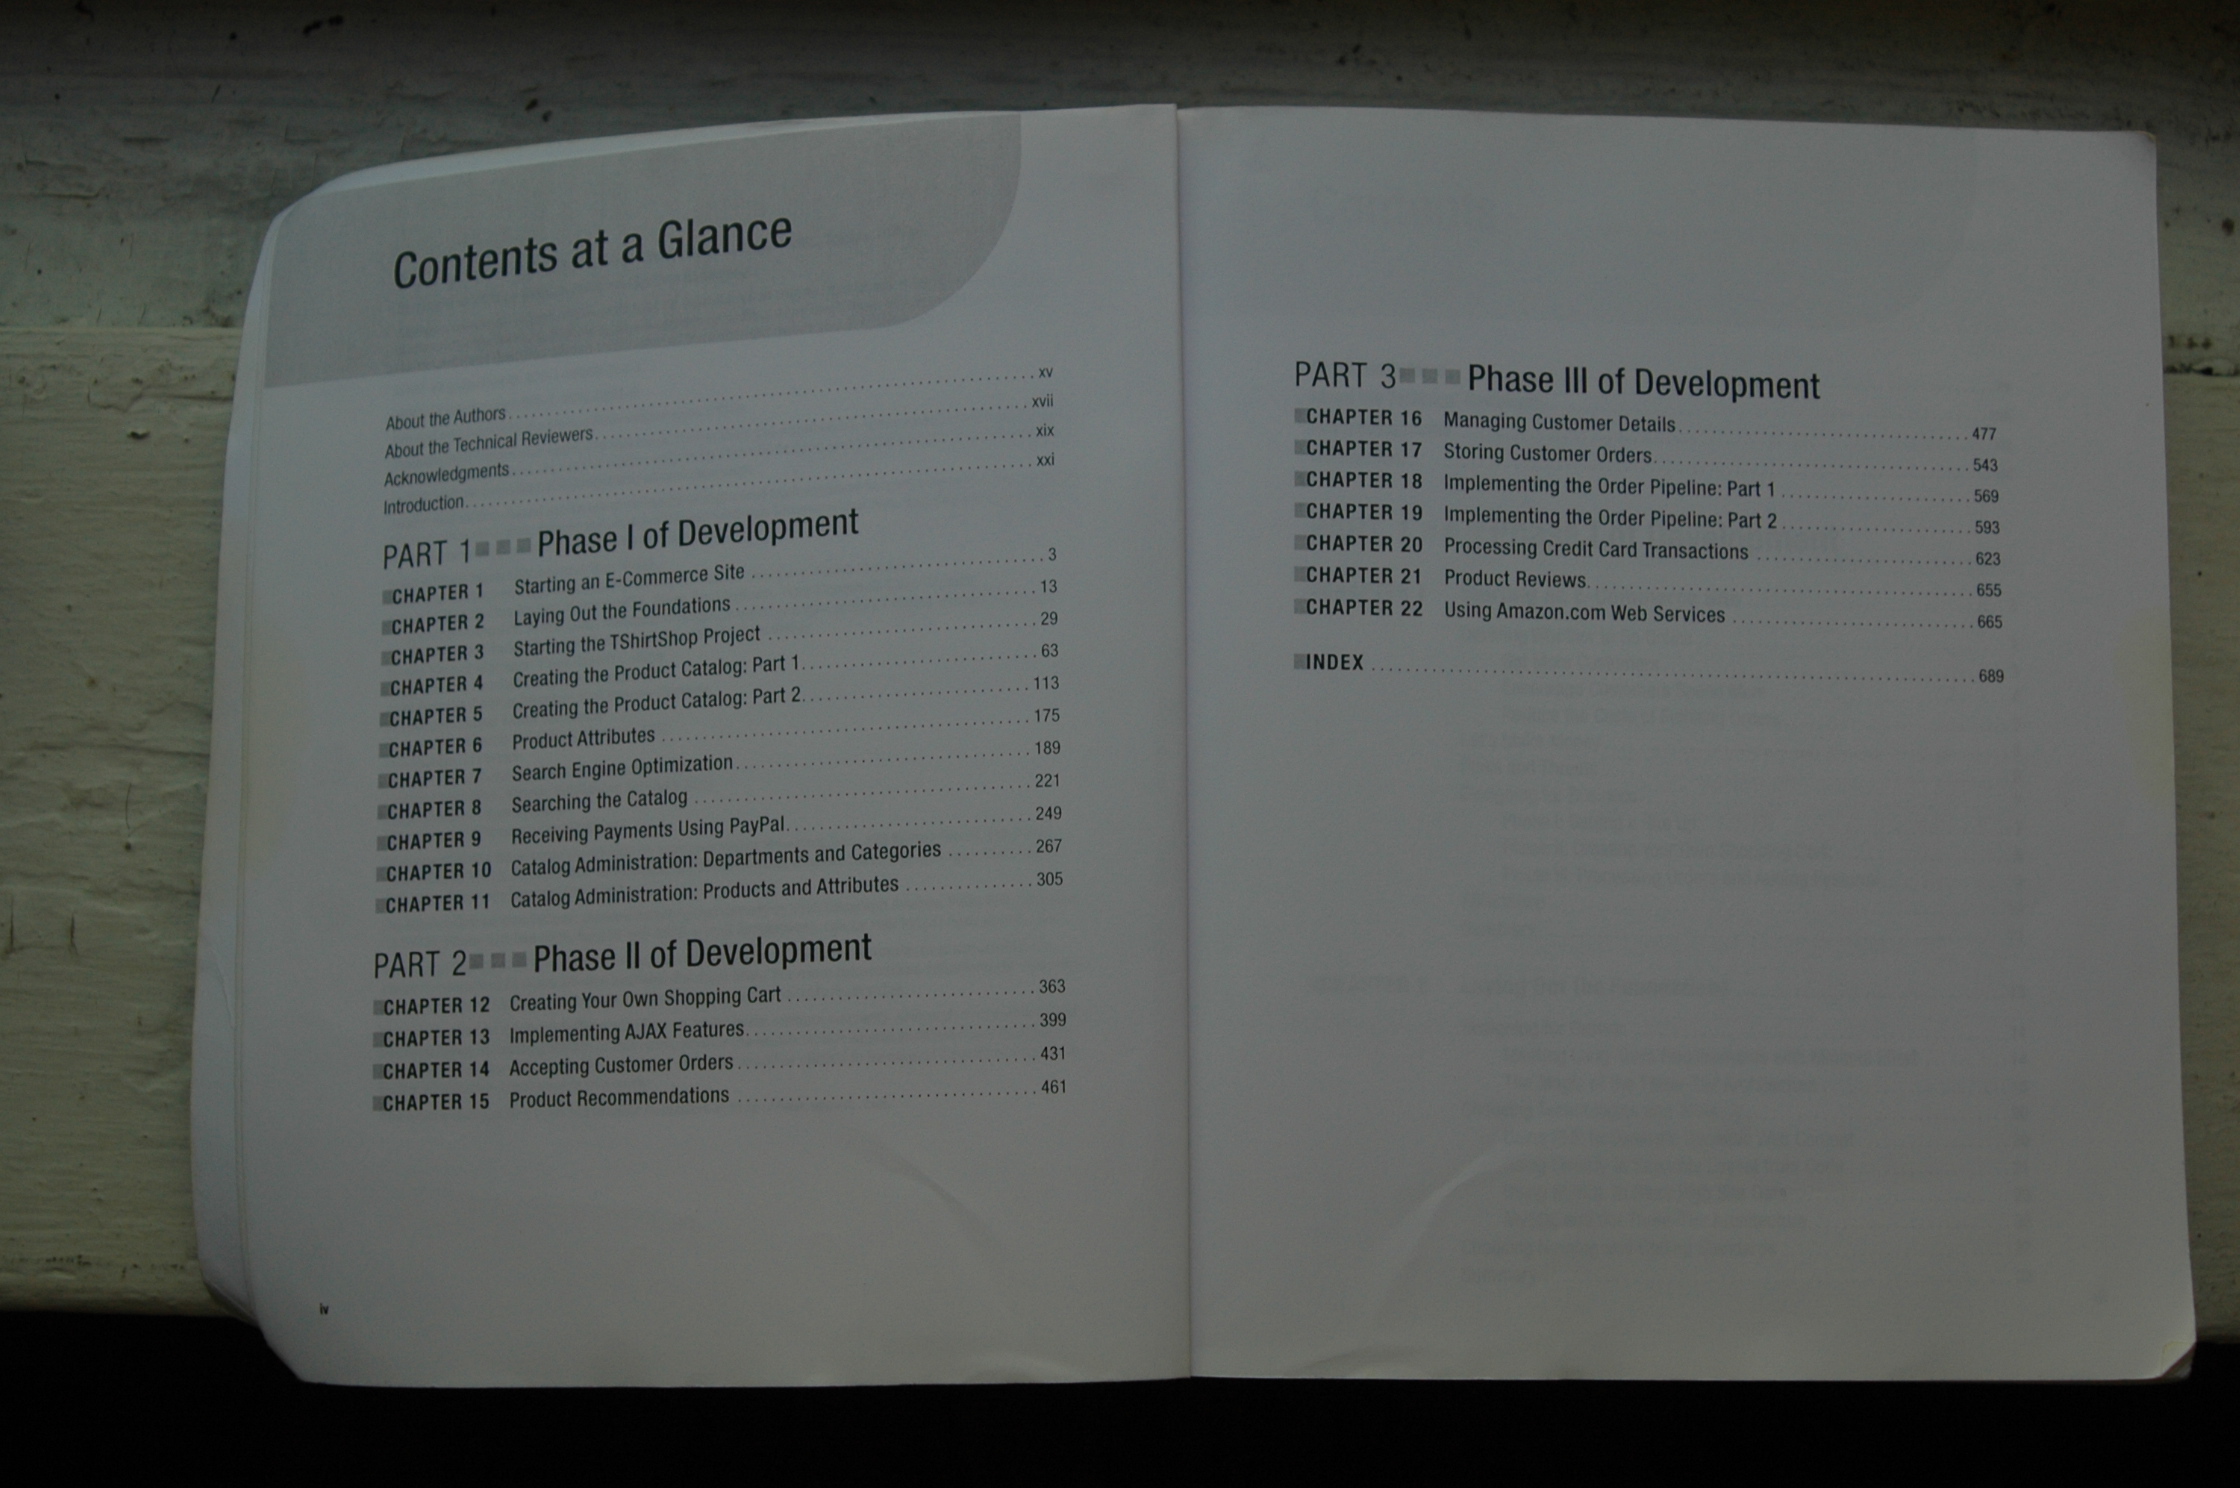 Contents at a Glance
About the Authors xv
About the Technical Reviewers xvii
Acknowledgments xix
Introduction xxi
PART 1 Phase I of Development
CHAPTER 1 Starting an E-Commerce Site 3
CHAPTER 2 Laying Out the Foundations 13
CHAPTER 3 Starting the TShirtShop Project 29
CHAPTER 4 Creating the Product Catalog: Part 1 63
CHAPTER 5 Creating the Product Catalog: Part 2 113
CHAPTER 6 Product Attributes 175
CHAPTER 7 Search Engine Optimization 189
CHAPTER 8 Searching the Catalog 221
CHAPTER 9 Receiving Payments Using PayPal 249
CHAPTER 10 Catalog Administration: Departments and Categories 267
CHAPTER 11 Catalog Administration: Products and Attributes 305
PART 2 Phase II of Development
CHAPTER 12 Creating Your Own Shopping Cart 363
CHAPTER 13 Implementing AJAX Features 399
CHAPTER 14 Accepting Customer Orders 431
CHAPTER 15 Product Recommendations 461
iv
PART 3 Phase III of Development
CHAPTER 16 Managing Customer Details 477
CHAPTER 17 Storing Customer Orders 543
CHAPTER 18 Implementing the Order Pipeline: Part 1 569
CHAPTER 19 Implementing the Order Pipeline: Part 2 593
CHAPTER 20 Processing Credit Card Transactions 623
CHAPTER 21 Product Reviews 655
CHAPTER 22 Using Amazon.com Web Services 665
INDEX 689